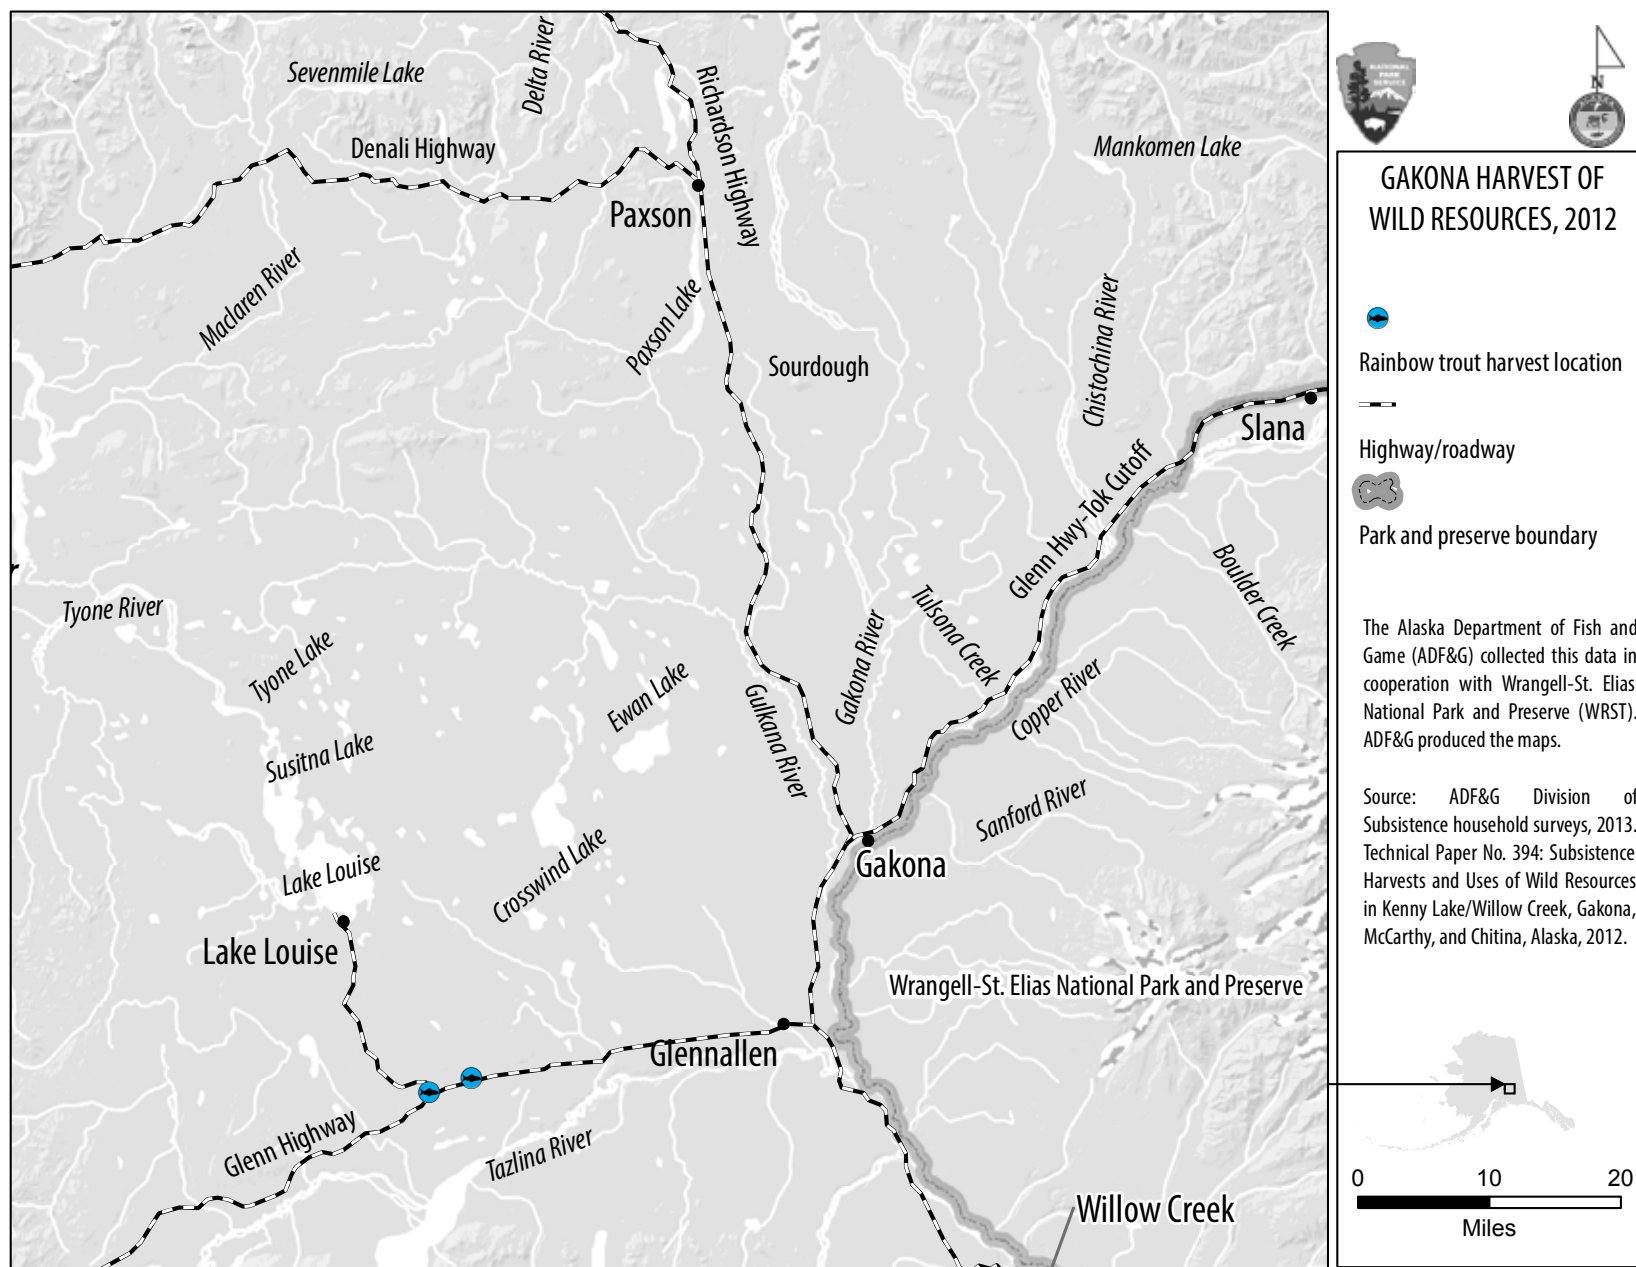 Sevenmile Lake
Delta River
Richardson Highway
Denali Highway
Mankomen Lake
Paxson
Maclaren River
Paxson Lake
Sourdough
Chistochina River
Slana
Glenn Hwy-Tok Cutoff
Boulder Creek
Tyone River
Tyone Lake
Ewan Lake
Gulkana River
Gakona River
Tulsona Creek
Copper River
Susitna Lake
Sanford River
Lake Louise
Crosswind Lake
Gakona
Lake Louise
Wrangell-St. Elias National Park and Preserve
Glennallen
Glenn Highway
Tazlina River
Willow Creek
NATIONAL
PARK
SERVICE
N
GAKONA HARVEST OF
WILD RESOURCES, 2012
Rainbow trout harvest location
Highway/roadway
Park and preserve boundary
The Alaska Department of Fish and
Game (ADF&G) collected this data in
cooperation with Wrangell-St. Elias
National Park and Preserve (WRST).
ADF&G produced the maps.
Source: ADF&G Division of
Subsistence household surveys, 2013.
Technical Paper No. 394: Subsistence
Harvests and Uses of Wild Resources
in Kenny Lake/Willow Creek, Gakona,
McCarthy, and Chitina, Alaska, 2012.
0 10 20
Miles